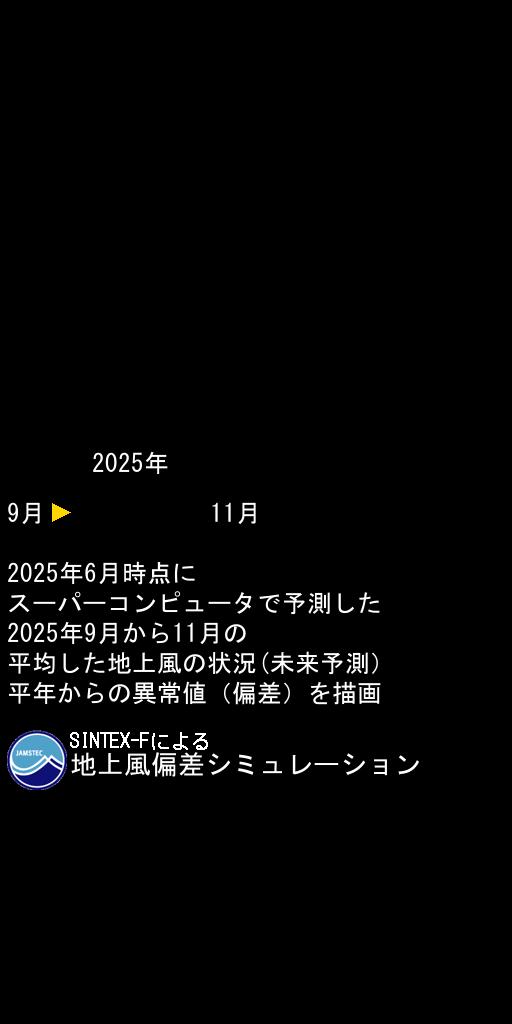 2025年
9月 ▶ 11月
2025年6月時点に
スーパーコンピュータで予測した
2025年9月から11月の
平均した地上風の状況(未来予測)
平年からの異常値（偏差）を描画
SINTEX-Fによる
JAMSTEC
地上風偏差シミュレーション